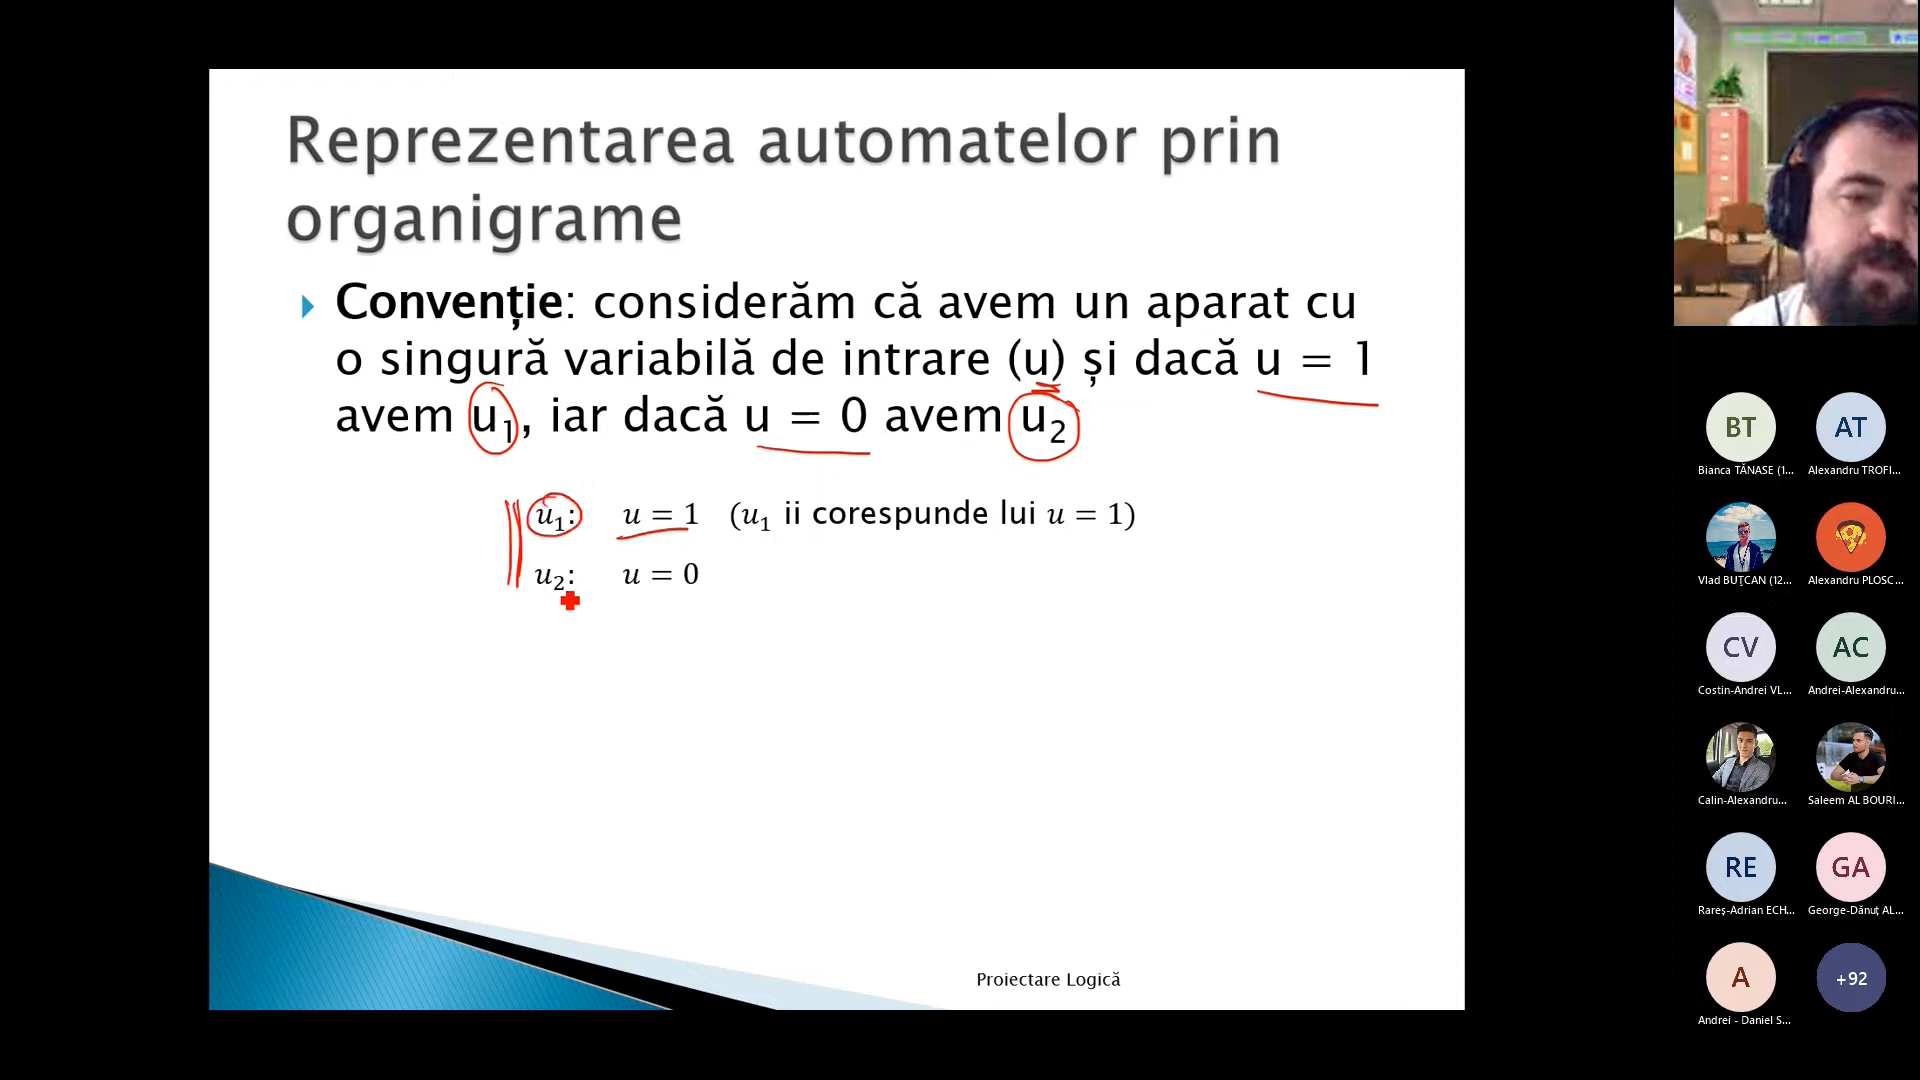 Reprezentarea automatelor prin
organigrame
Convenție: considerăm că avem un aparat cu
o singură variabilă de intrare (u) și dacă u = 1
avem u₁, iar dacă u = 0 avem u₂
u₁: u = 1 (u₁ ii corespunde lui u = 1)
u₂: u = 0
Proiectare Logică
BT AT
Bianca TĂNASE (1... Alexandru TROFI...
Vlad BUȚCAN (12... Alexandru PLOSC...
CV AC
Costin-Andrei VL... Andrei-Alexandru...
Calin-Alexandru... Saleem AL BOURI...
RE GA
Rareș-Adrian ECH... George-Dănuț AL...
A +92
Andrei - Daniel S...